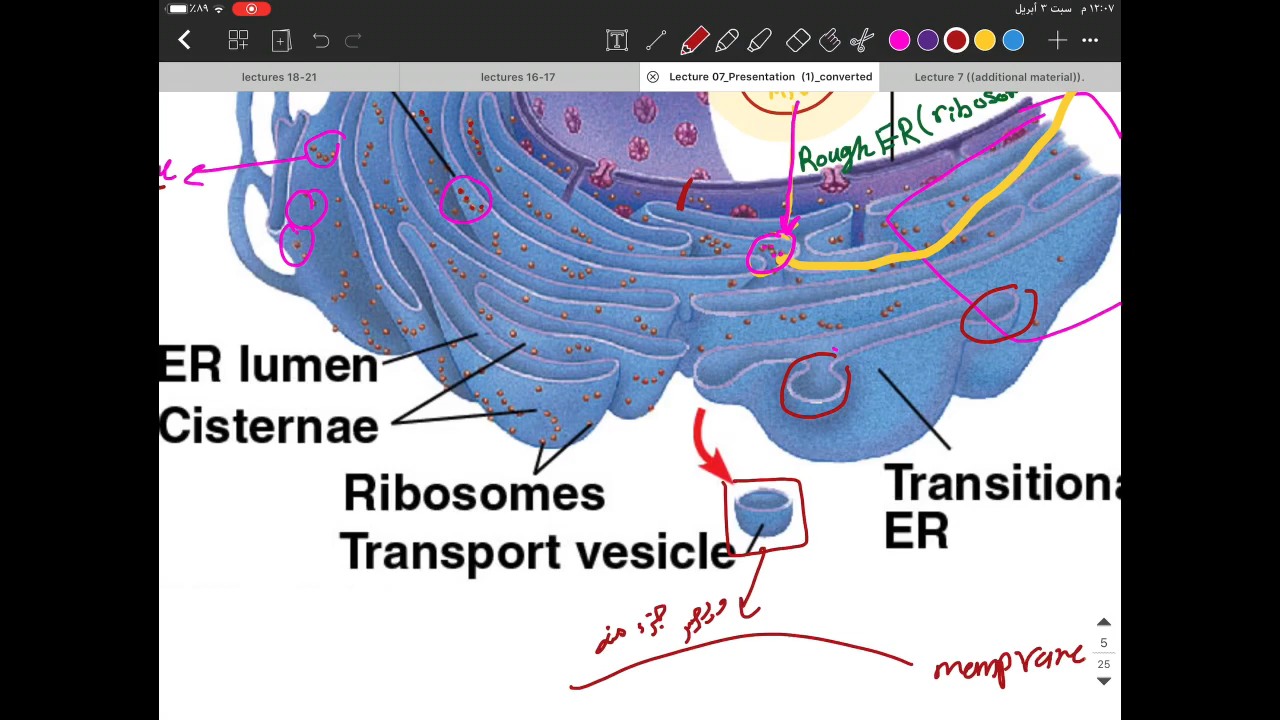 ٪٨٩
١٢:٠٧ م سبت ٣ أبريل
T
lectures 18-21
lectures 16-17
Lecture 07_Presentation (1)_converted
Lecture 7 ((additional material)).
Rough ER (riboso
ER lumen
Cisternae
Ribosomes
Transport vesicle
Transitiona
ER
memprane
5
25